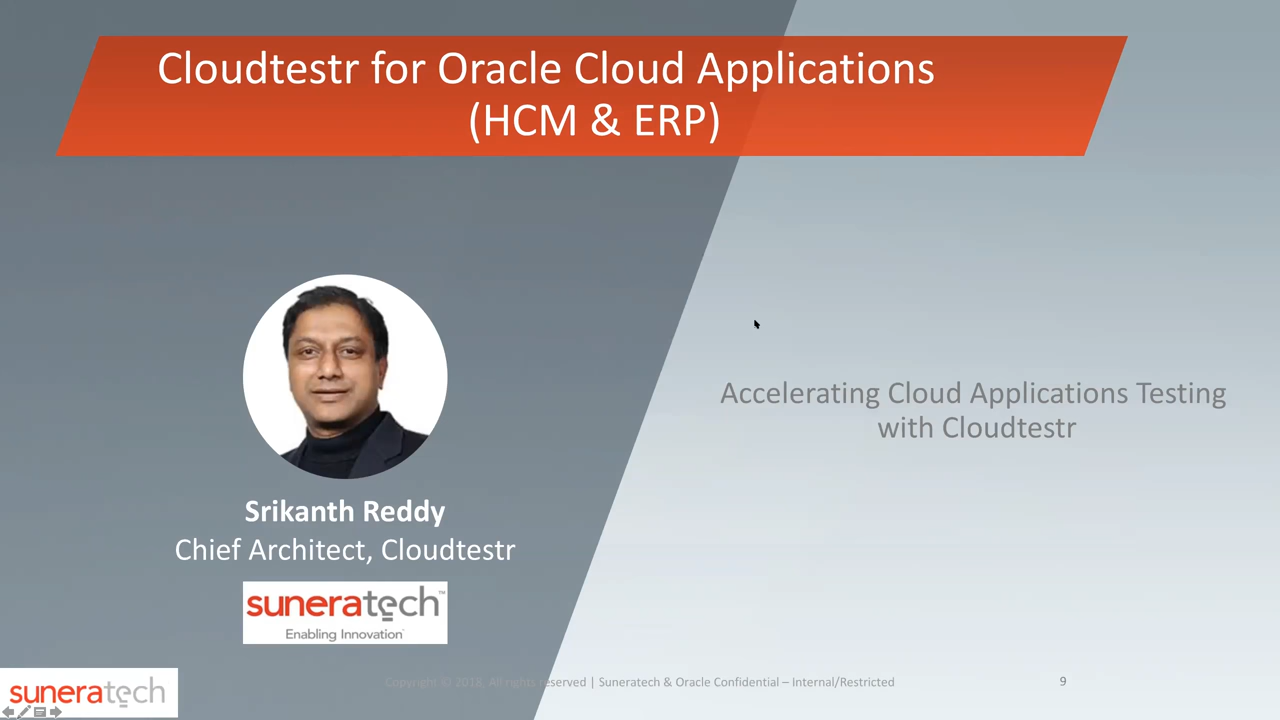 Cloudtestr for Oracle Cloud Applications
(HCM & ERP)
Accelerating Cloud Applications Testing
with Cloudtestr
Srikanth Reddy
Chief Architect, Cloudtestr
suneratech™
Enabling Innovation
suneratech
Copyright © 2018, All rights reserved | Suneratech & Oracle Confidential – Internal/Restricted
9